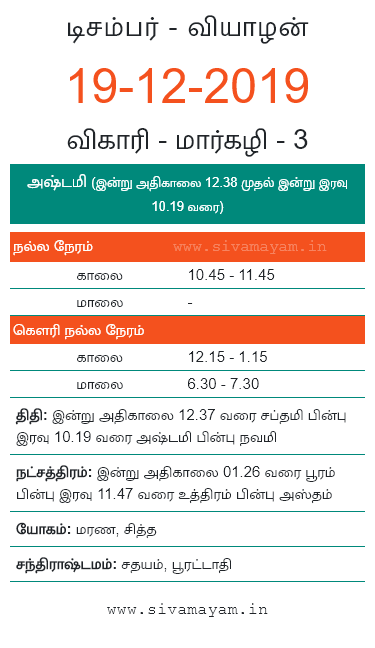 டிசம்பர் - வியாழன்
19-12-2019
விகாரி - மார்கழி - 3
அஷ்டமி (இன்று அதிகாலை 12.38 முதல் இன்று இரவு
10.19 வரை)
நல்ல நேரம் www.sivamayam.in
காலை 10.45 - 11.45
மாலை -
கௌரி நல்ல நேரம்
காலை 12.15 - 1.15
மாலை 6.30 - 7.30
திதி: இன்று அதிகாலை 12.37 வரை சப்தமி பின்பு
இரவு 10.19 வரை அஷ்டமி பின்பு நவமி
நட்சத்திரம்: இன்று அதிகாலை 01.26 வரை பூரம்
பின்பு இரவு 11.47 வரை உத்திரம் பின்பு அஸ்தம்
யோகம்: மரண, சித்த
சந்திராஷ்டமம்: சதயம், பூரட்டாதி
www.sivamayam.in